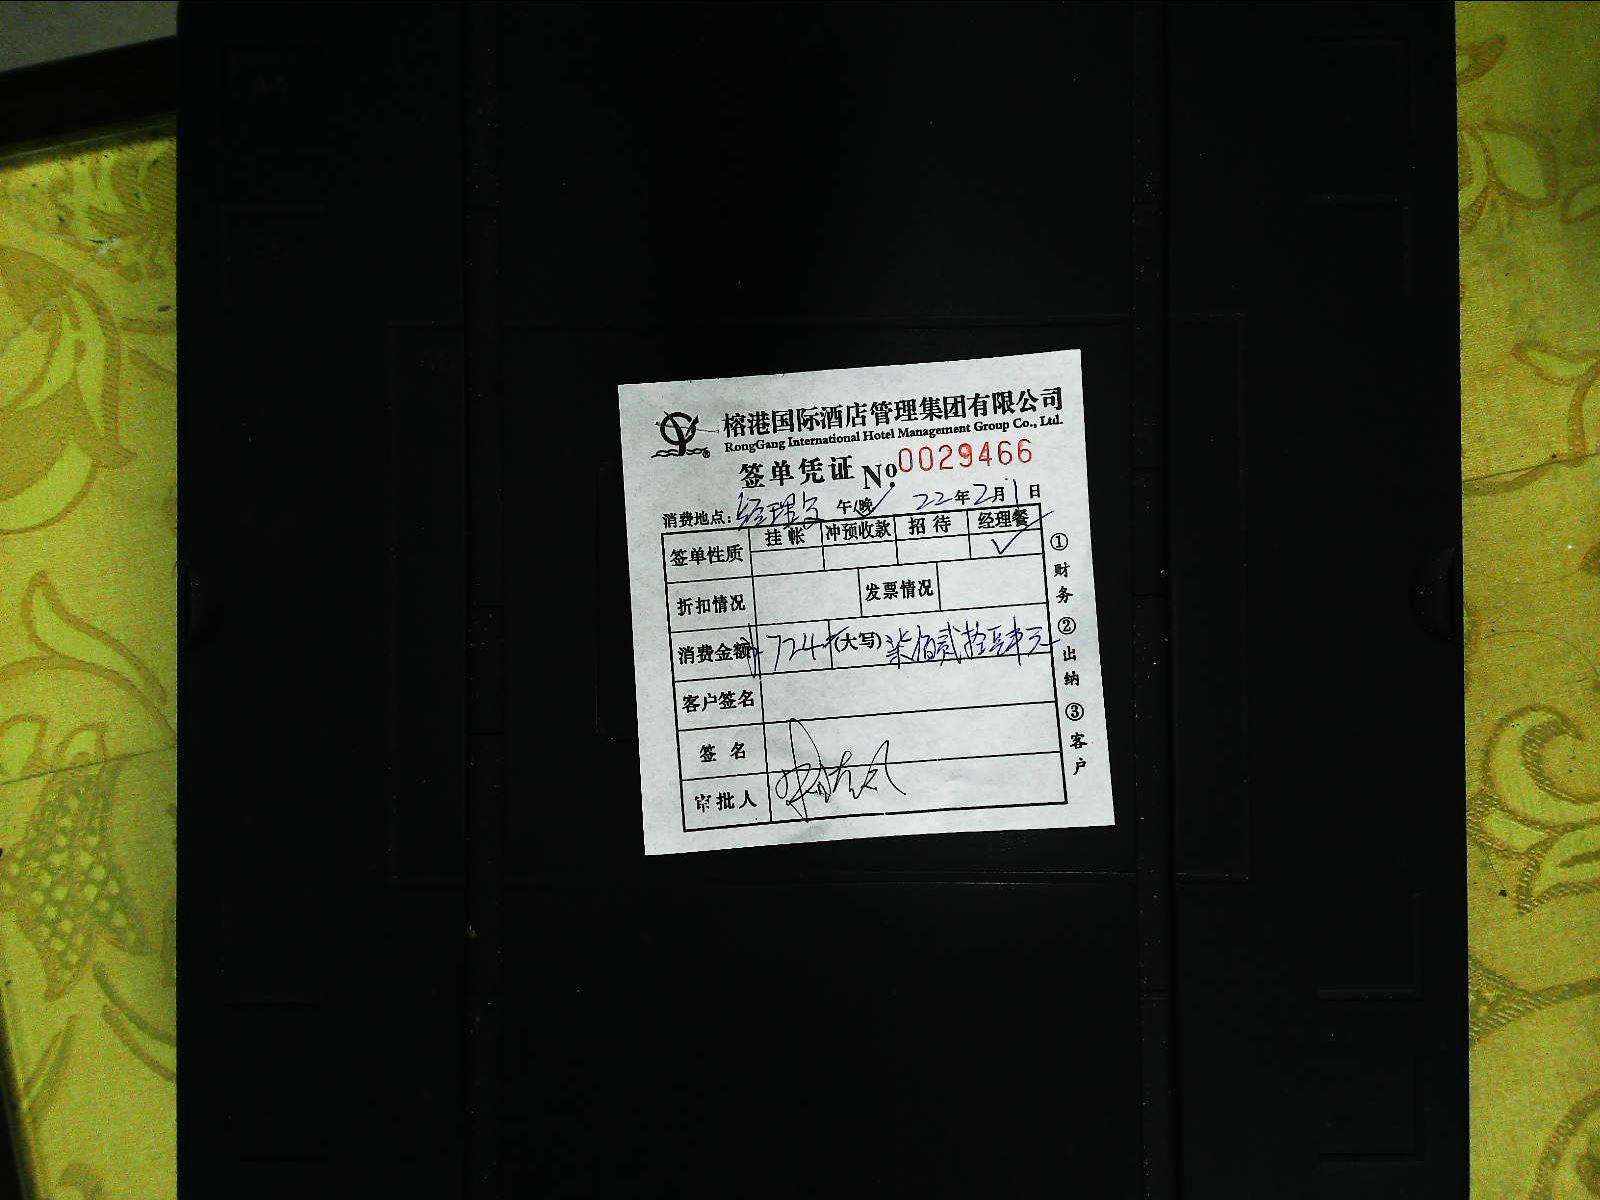 榕港国际酒店管理集团有限公司
RongGang International Hotel Management Group Co., Ltd.
签单凭证 No. 0029466
消费地点: 经理 午/晚 22年2月1日
签单性质 挂帐 冲预收款 招待 经理餐
✓
折扣情况 发票情况
消费金额 724 (大写) 柒佰贰拾肆元
客户签名
签名
审批人
①财务 ②出纳 ③客户